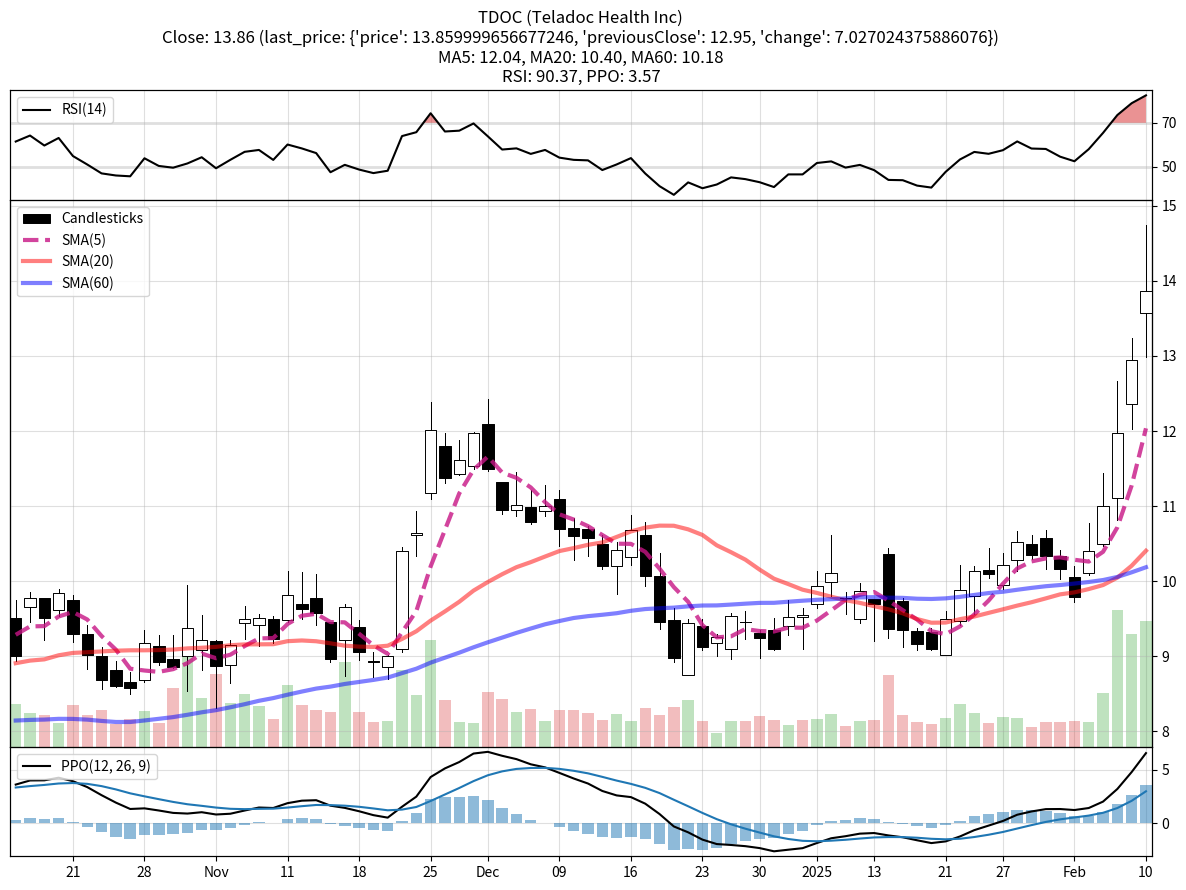 TDOC (Teladoc Health Inc)
Close: 13.86 (last_price: {'price': 13.859999656677246, 'previousClose': 12.95, 'change': 7.027024375886076})
MA5: 12.04, MA20: 10.40, MA60: 10.18
RSI: 90.37, PPO: 3.57
RSI(14)
70
50
Candlesticks
SMA(5)
SMA(20)
SMA(60)
15
14
13
12
11
10
9
8
PPO(12, 26, 9)
5
0
21 28 Nov 11 18 25 Dec 09 16 23 30 2025 13 21 27 Feb 10